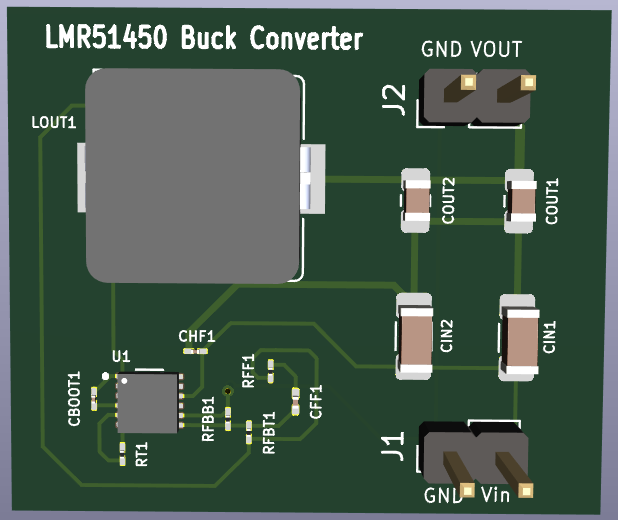 LMR51450 Buck Converter
GND VOUT
J2
LOUT1
COUT2
COUT1
CHF1
CIN2
CIN1
U1
RFF1
CBOOT1
CFF1
RFBB1
RFBT1
RT1
J1
GND Vin